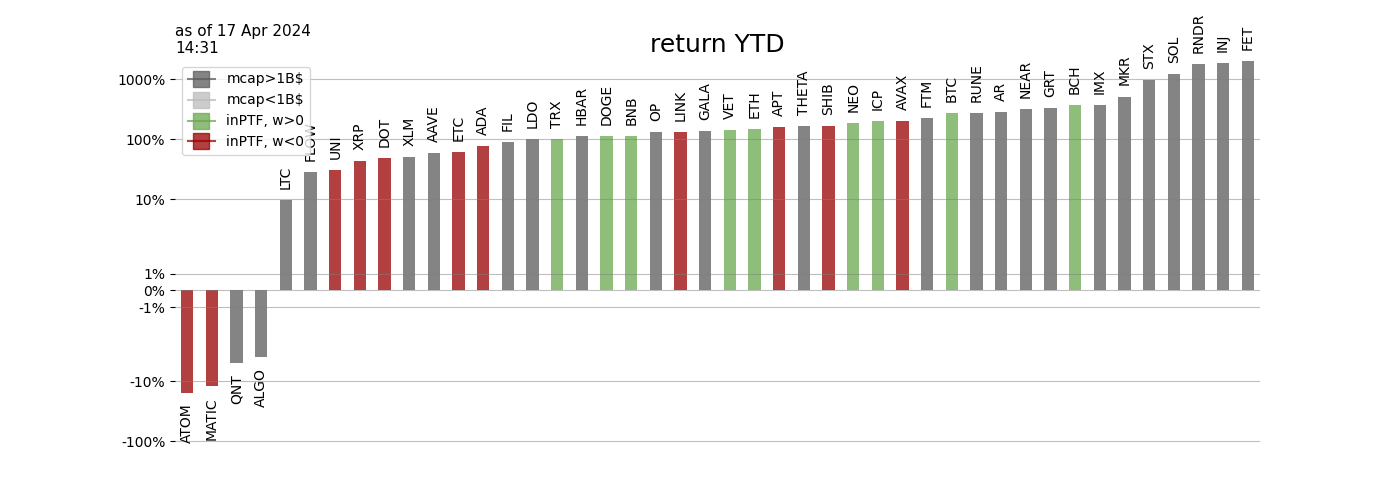 as of 17 Apr 2024
14:31
return YTD
mcap>1B$
mcap<1B$
inPTF, w>0
inPTF, w<0
1000%
100%
10%
1%
0%
-1%
-10%
-100%
ATOM
MATIC
QNT
ALGO
LTC
FLOW
UNI
XRP
DOT
XLM
AAVE
ETC
ADA
FIL
LDO
TRX
HBAR
DOGE
BNB
OP
LINK
GALA
VET
ETH
APT
THETA
SHIB
NEO
ICP
AVAX
FTM
BTC
RUNE
AR
NEAR
GRT
BCH
IMX
MKR
STX
SOL
RNDR
INJ
FET